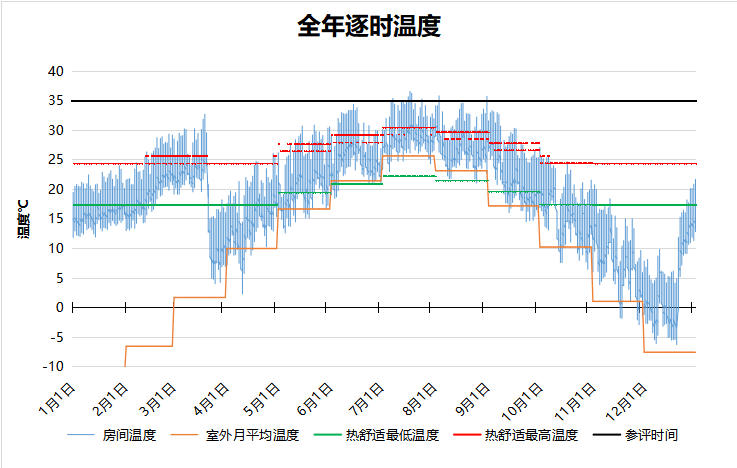 全年逐时温度
40
35
30
25
20
15
10
5
0
-5
-10
温度℃
1月1日
2月1日
3月1日
4月1日
5月1日
6月1日
7月1日
8月1日
9月1日
10月1日
11月1日
12月1日
房间温度 室外月平均温度 热舒适最低温度 热舒适最高温度 参评时间